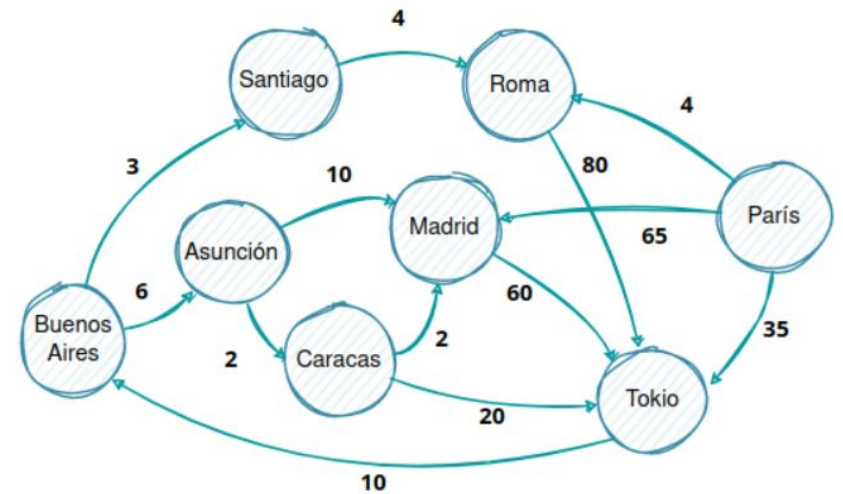 4
Santiago
Roma
4
3
80
10
Asunción
Madrid
París
65
6
60
Buenos
Aires
2
Caracas
2
35
20
Tokio
10